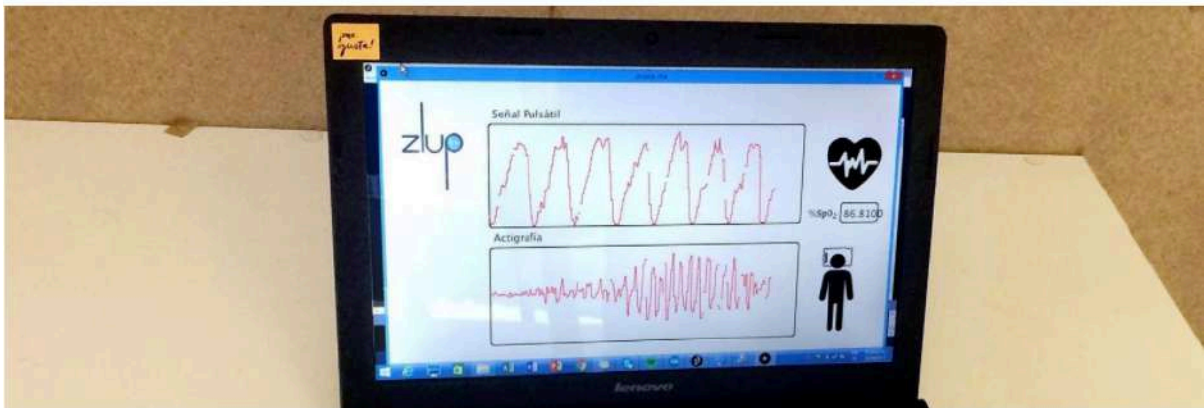 ¡me
gusta!
zlup
Señal Pulsátil
%SpO₂ 86.8100
Actigrafía
lenovo